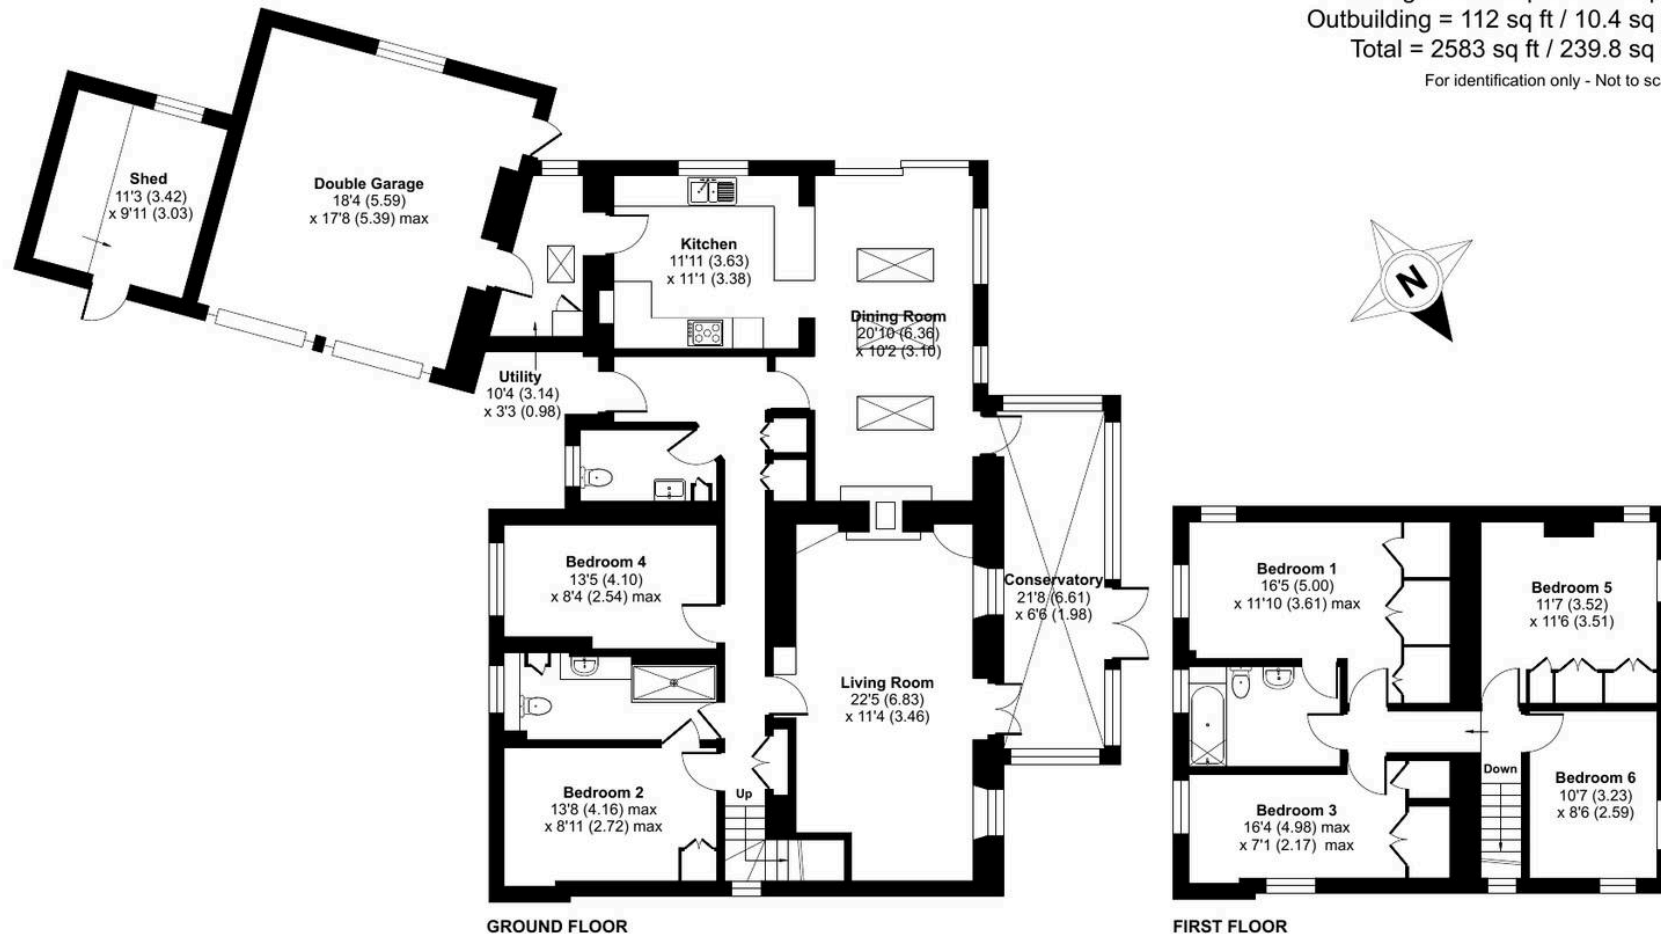 Outbuilding = 112 sq ft / 10.4 sq
Total = 2583 sq ft / 239.8 sq
For identification only - Not to sc
Shed
11'3 (3.42)
x 9'11 (3.03)
Double Garage
18'4 (5.59)
x 17'8 (5.39) max
Kitchen
11'11 (3.63)
x 11'1 (3.38)
Dining Room
20'10 (6.36)
x 10'2 (3.10)
N
Utility
10'4 (3.14)
x 3'3 (0.98)
Bedroom 4
13'5 (4.10)
x 8'4 (2.54) max
Conservatory
21'8 (6.61)
x 6'6 (1.98)
Living Room
22'5 (6.83)
x 11'4 (3.46)
Bedroom 2
13'8 (4.16) max
x 8'11 (2.72) max
Up
GROUND FLOOR
Bedroom 1
16'5 (5.00)
x 11'10 (3.61) max
Bedroom 5
11'7 (3.52)
x 11'6 (3.51)
Down
Bedroom 3
16'4 (4.98) max
x 7'1 (2.17) max
Bedroom 6
10'7 (3.23)
x 8'6 (2.59)
FIRST FLOOR